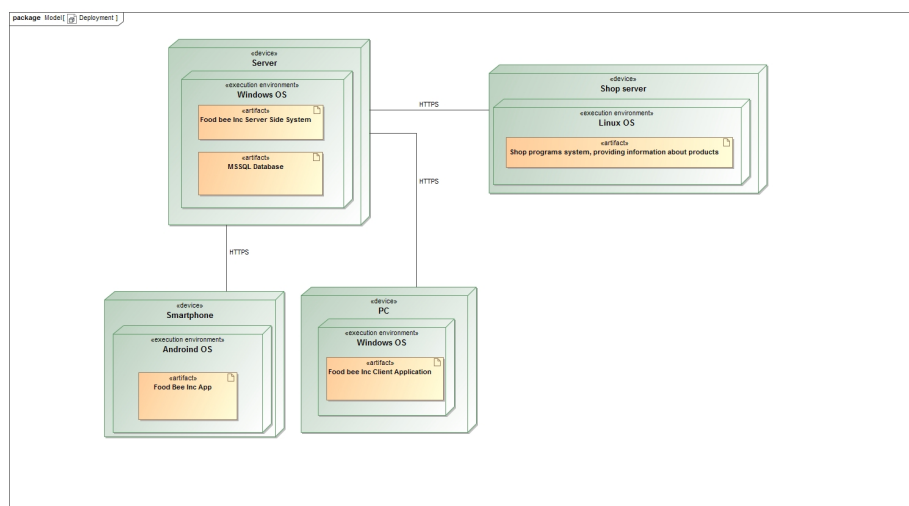 package Model[ Deployment ]
«device»
Server
«execution environment»
Windows OS
«artifact»
Food bee Inc Server Side System
«artifact»
MSSQL Database
HTTPS
«device»
Shop server
«execution environment»
Linux OS
«artifact»
Shop programs system, providing information about products
HTTPS
HTTPS
«device»
Smartphone
«execution environment»
Androind OS
«artifact»
Food Bee Inc App
«device»
PC
«execution environment»
Windows OS
«artifact»
Food bee Inc Client Application